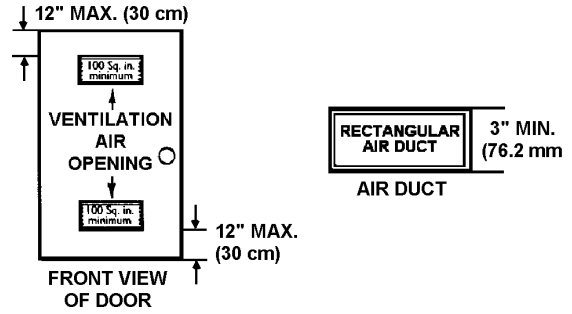 12" MAX. (30 cm)
100 Sq. in.
minimum
VENTILATION
AIR
OPENING
100 Sq. in.
minimum
12" MAX.
(30 cm)
FRONT VIEW
OF DOOR
RECTANGULAR
AIR DUCT
3" MIN.
(76.2 mm
AIR DUCT